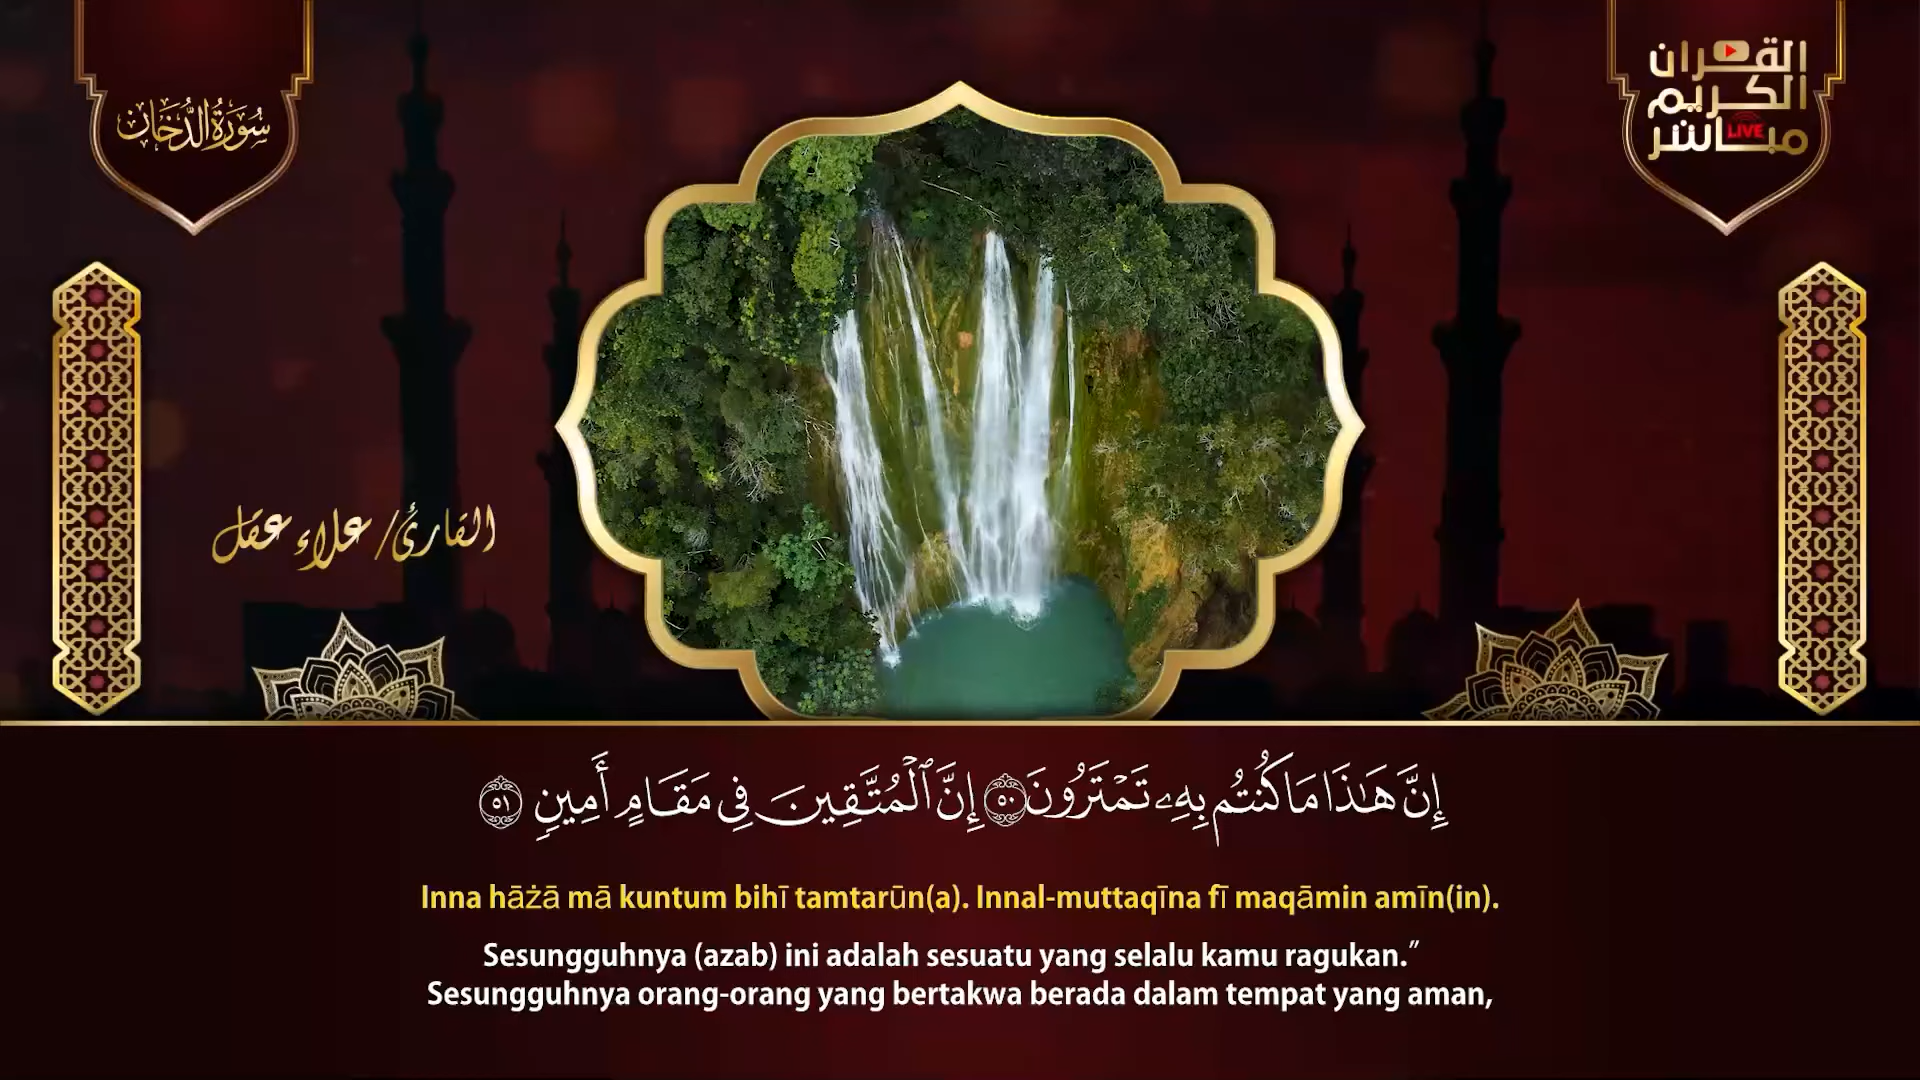 سُورَةُ الدُّخَان
القرآن
الكريم
مباشر
LIVE
القارئ/ علاء عقل
إِنَّ هَٰذَا مَا كُنتُم بِهِۦ تَمْتَرُونَ ٥٠ إِنَّ ٱلْمُتَّقِينَ فِى مَقَامٍ أَمِينٍ ٥١
Inna hāżā mā kuntum bihī tamtarūn(a). Innal-muttaqīna fī maqāmin amīn(in).
Sesungguhnya (azab) ini adalah sesuatu yang selalu kamu ragukan.”
Sesungguhnya orang-orang yang bertakwa berada dalam tempat yang aman,